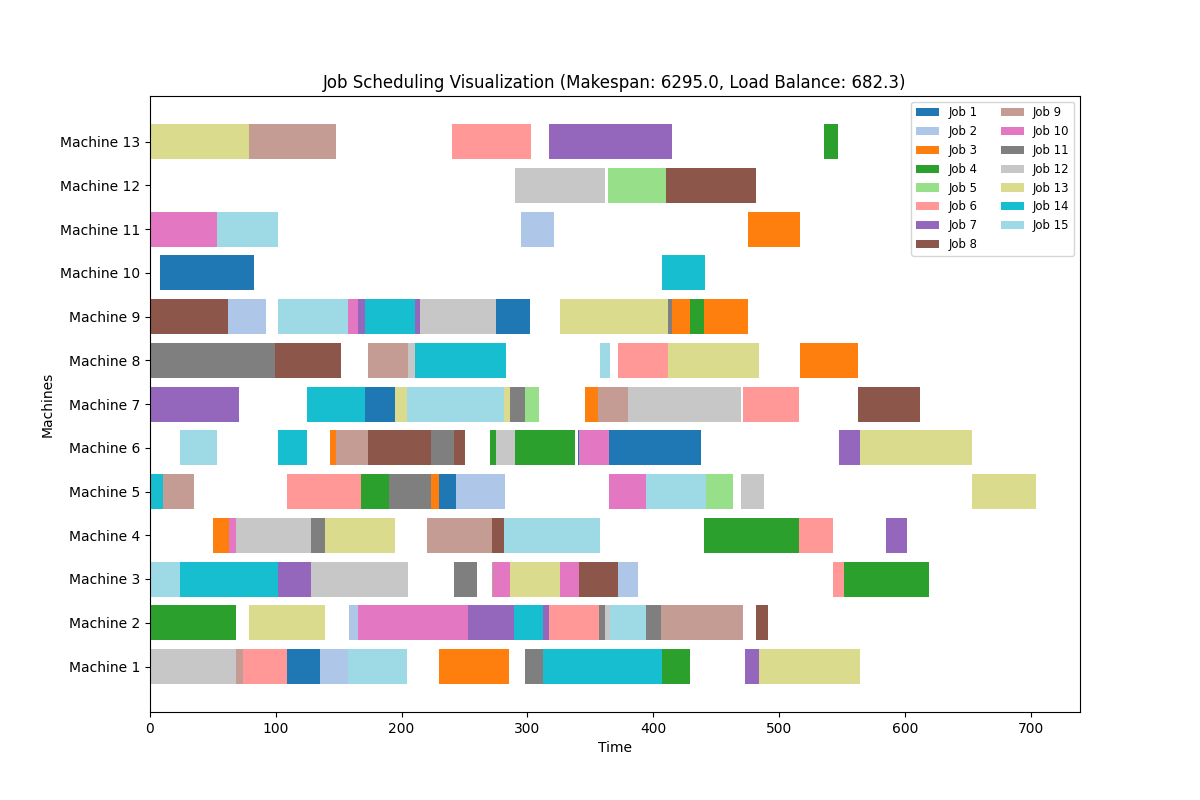 Job Scheduling Visualization (Makespan: 6295.0, Load Balance: 682.3)
Machines
Machine 13
Machine 12
Machine 11
Machine 10
Machine 9
Machine 8
Machine 7
Machine 6
Machine 5
Machine 4
Machine 3
Machine 2
Machine 1
Job 1
Job 2
Job 3
Job 4
Job 5
Job 6
Job 7
Job 8
Job 9
Job 10
Job 11
Job 12
Job 13
Job 14
Job 15
0 100 200 300 400 500 600 700
Time